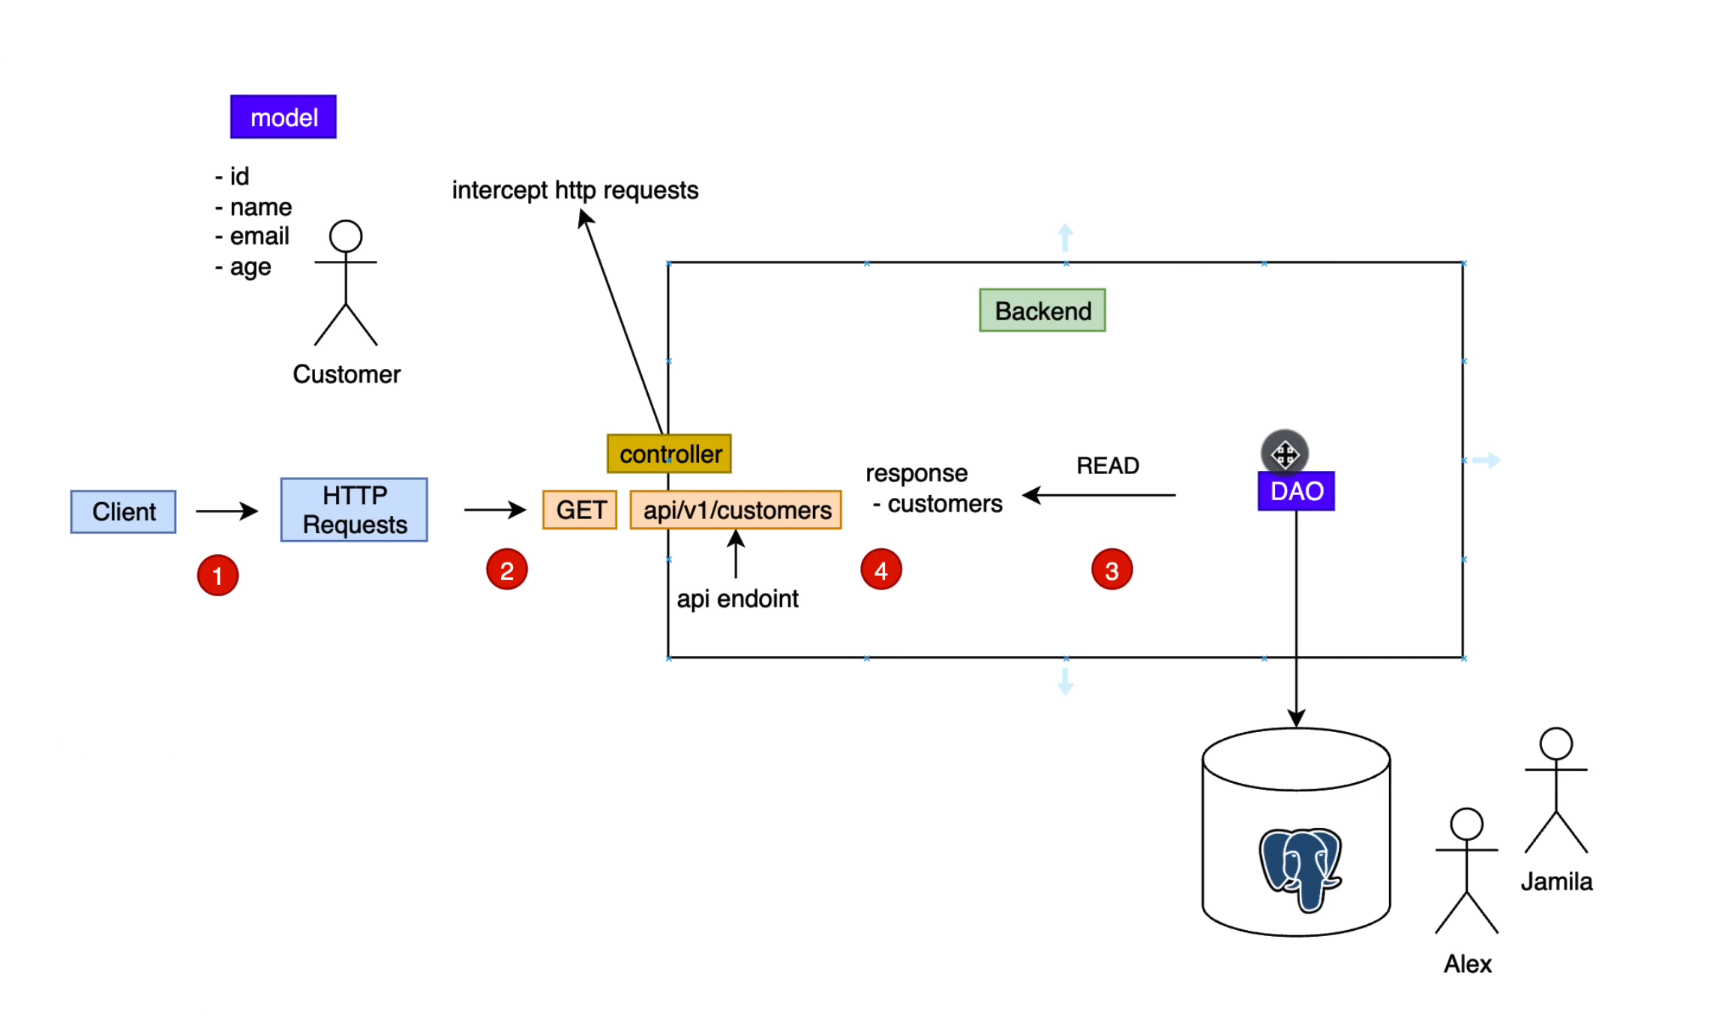 model
- id
- name
- email
- age
Customer
intercept http requests
Backend
controller
Client
HTTP
Requests
GET
api/v1/customers
response
- customers
READ
DAO
1
2
4
3
api endoint
Jamila
Alex